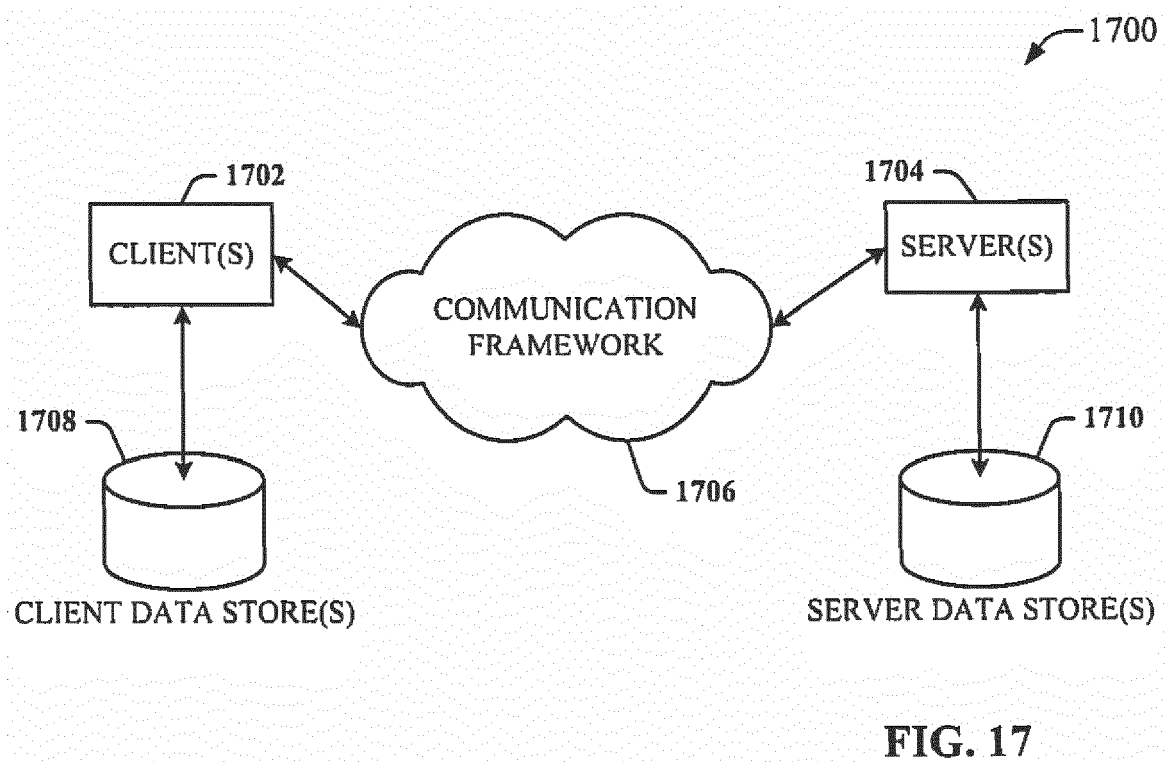 1700
1702
1704
CLIENT(S)
SERVER(S)
COMMUNICATION
FRAMEWORK
1708
1710
1706
CLIENT DATA STORE(S)
SERVER DATA STORE(S)
FIG. 17